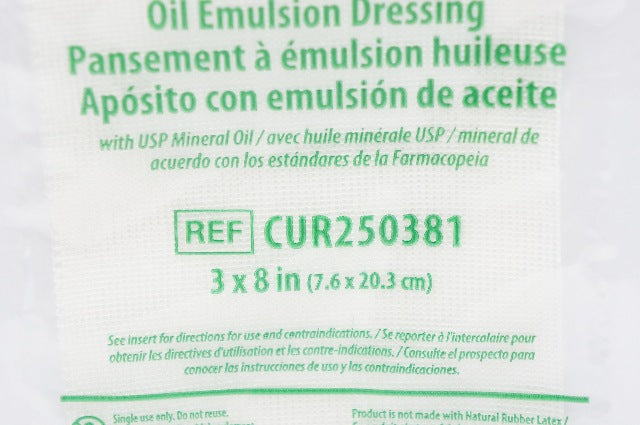 Oil Emulsion Dressing
Pansement à émulsion huileuse
Apósito con emulsión de aceite
with USP Mineral Oil / avec huile minérale USP / mineral de
acuerdo con los estándares de la Farmacopeia
REF CUR250381
3 x 8 in (7.6 x 20.3 cm)
See insert for directions for use and contraindications. / Se reporter à l'intercalaire pour
obtenir les directives d'utilisation et les contre-indications. / Consulte el prospecto para
conocer las instrucciones de uso y las contraindicaciones.
Single use only. Do not reuse.
Product is not made with Natural Rubber Latex /